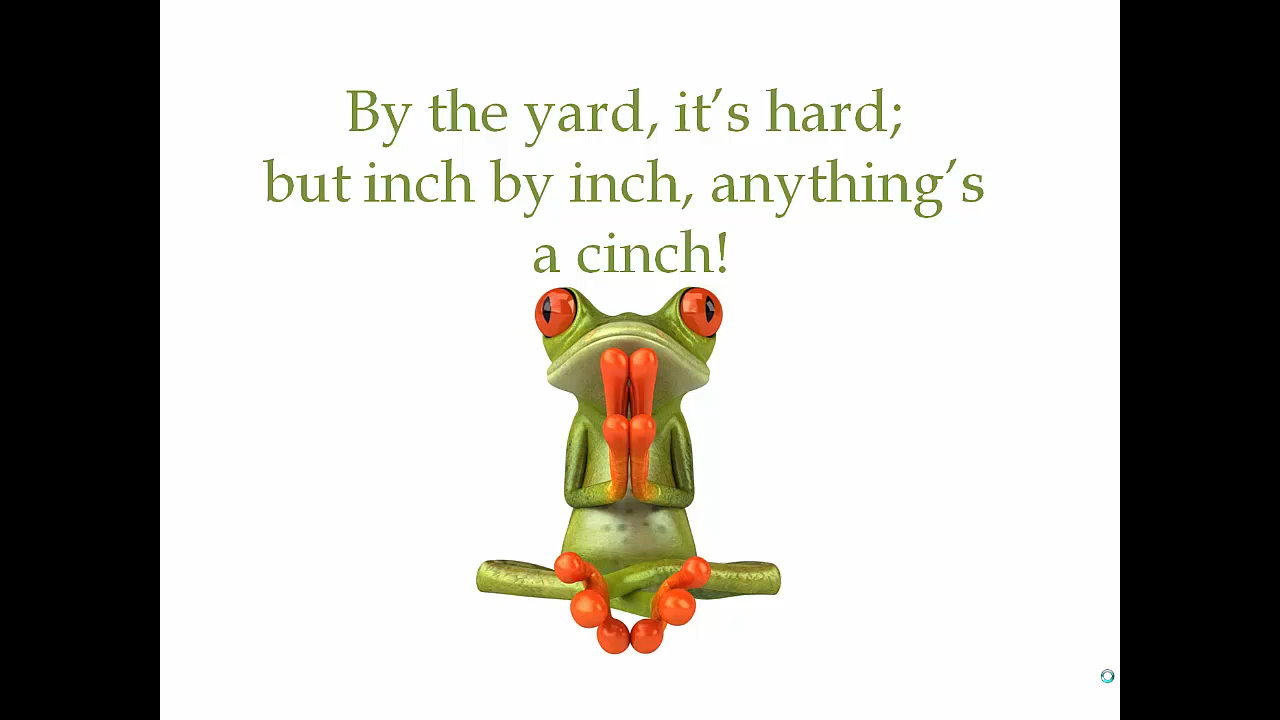 By the yard, it’s hard;
but inch by inch, anything’s
a cinch!